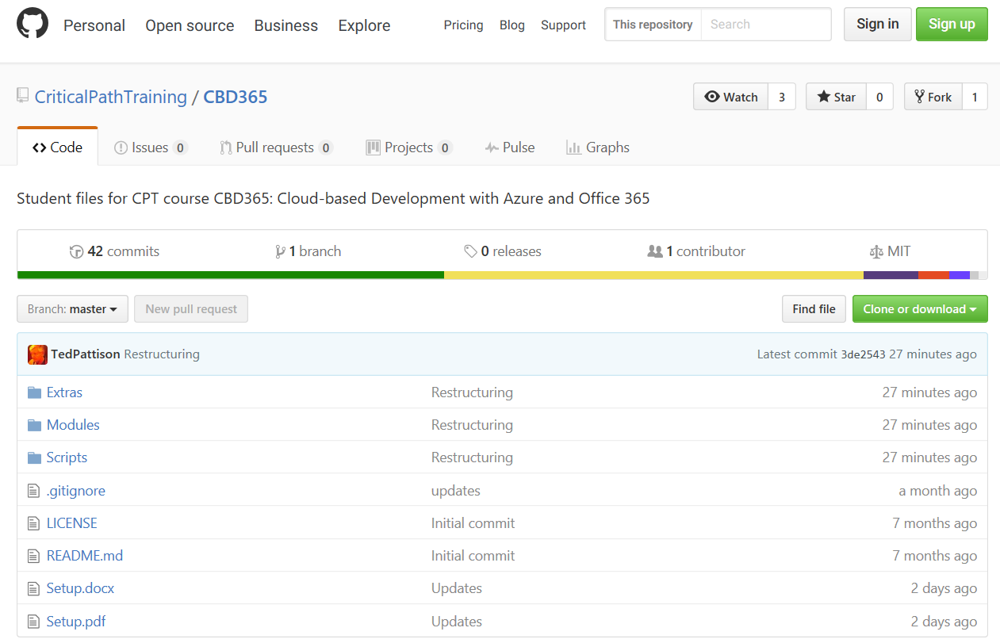 Personal Open source Business Explore Pricing Blog Support This repository Search Sign in Sign up
CriticalPathTraining / CBD365 Watch 3 Star 0 Fork 1
Code Issues 0 Pull requests 0 Projects 0 Pulse Graphs
Student files for CPT course CBD365: Cloud-based Development with Azure and Office 365
42 commits 1 branch 0 releases 1 contributor MIT
Branch: master New pull request Find file Clone or download
TedPattison Restructuring Latest commit 3de2543 27 minutes ago
Extras Restructuring 27 minutes ago
Modules Restructuring 27 minutes ago
Scripts Restructuring 27 minutes ago
.gitignore updates a month ago
LICENSE Initial commit 7 months ago
README.md Initial commit 7 months ago
Setup.docx Updates 2 days ago
Setup.pdf Updates 2 days ago